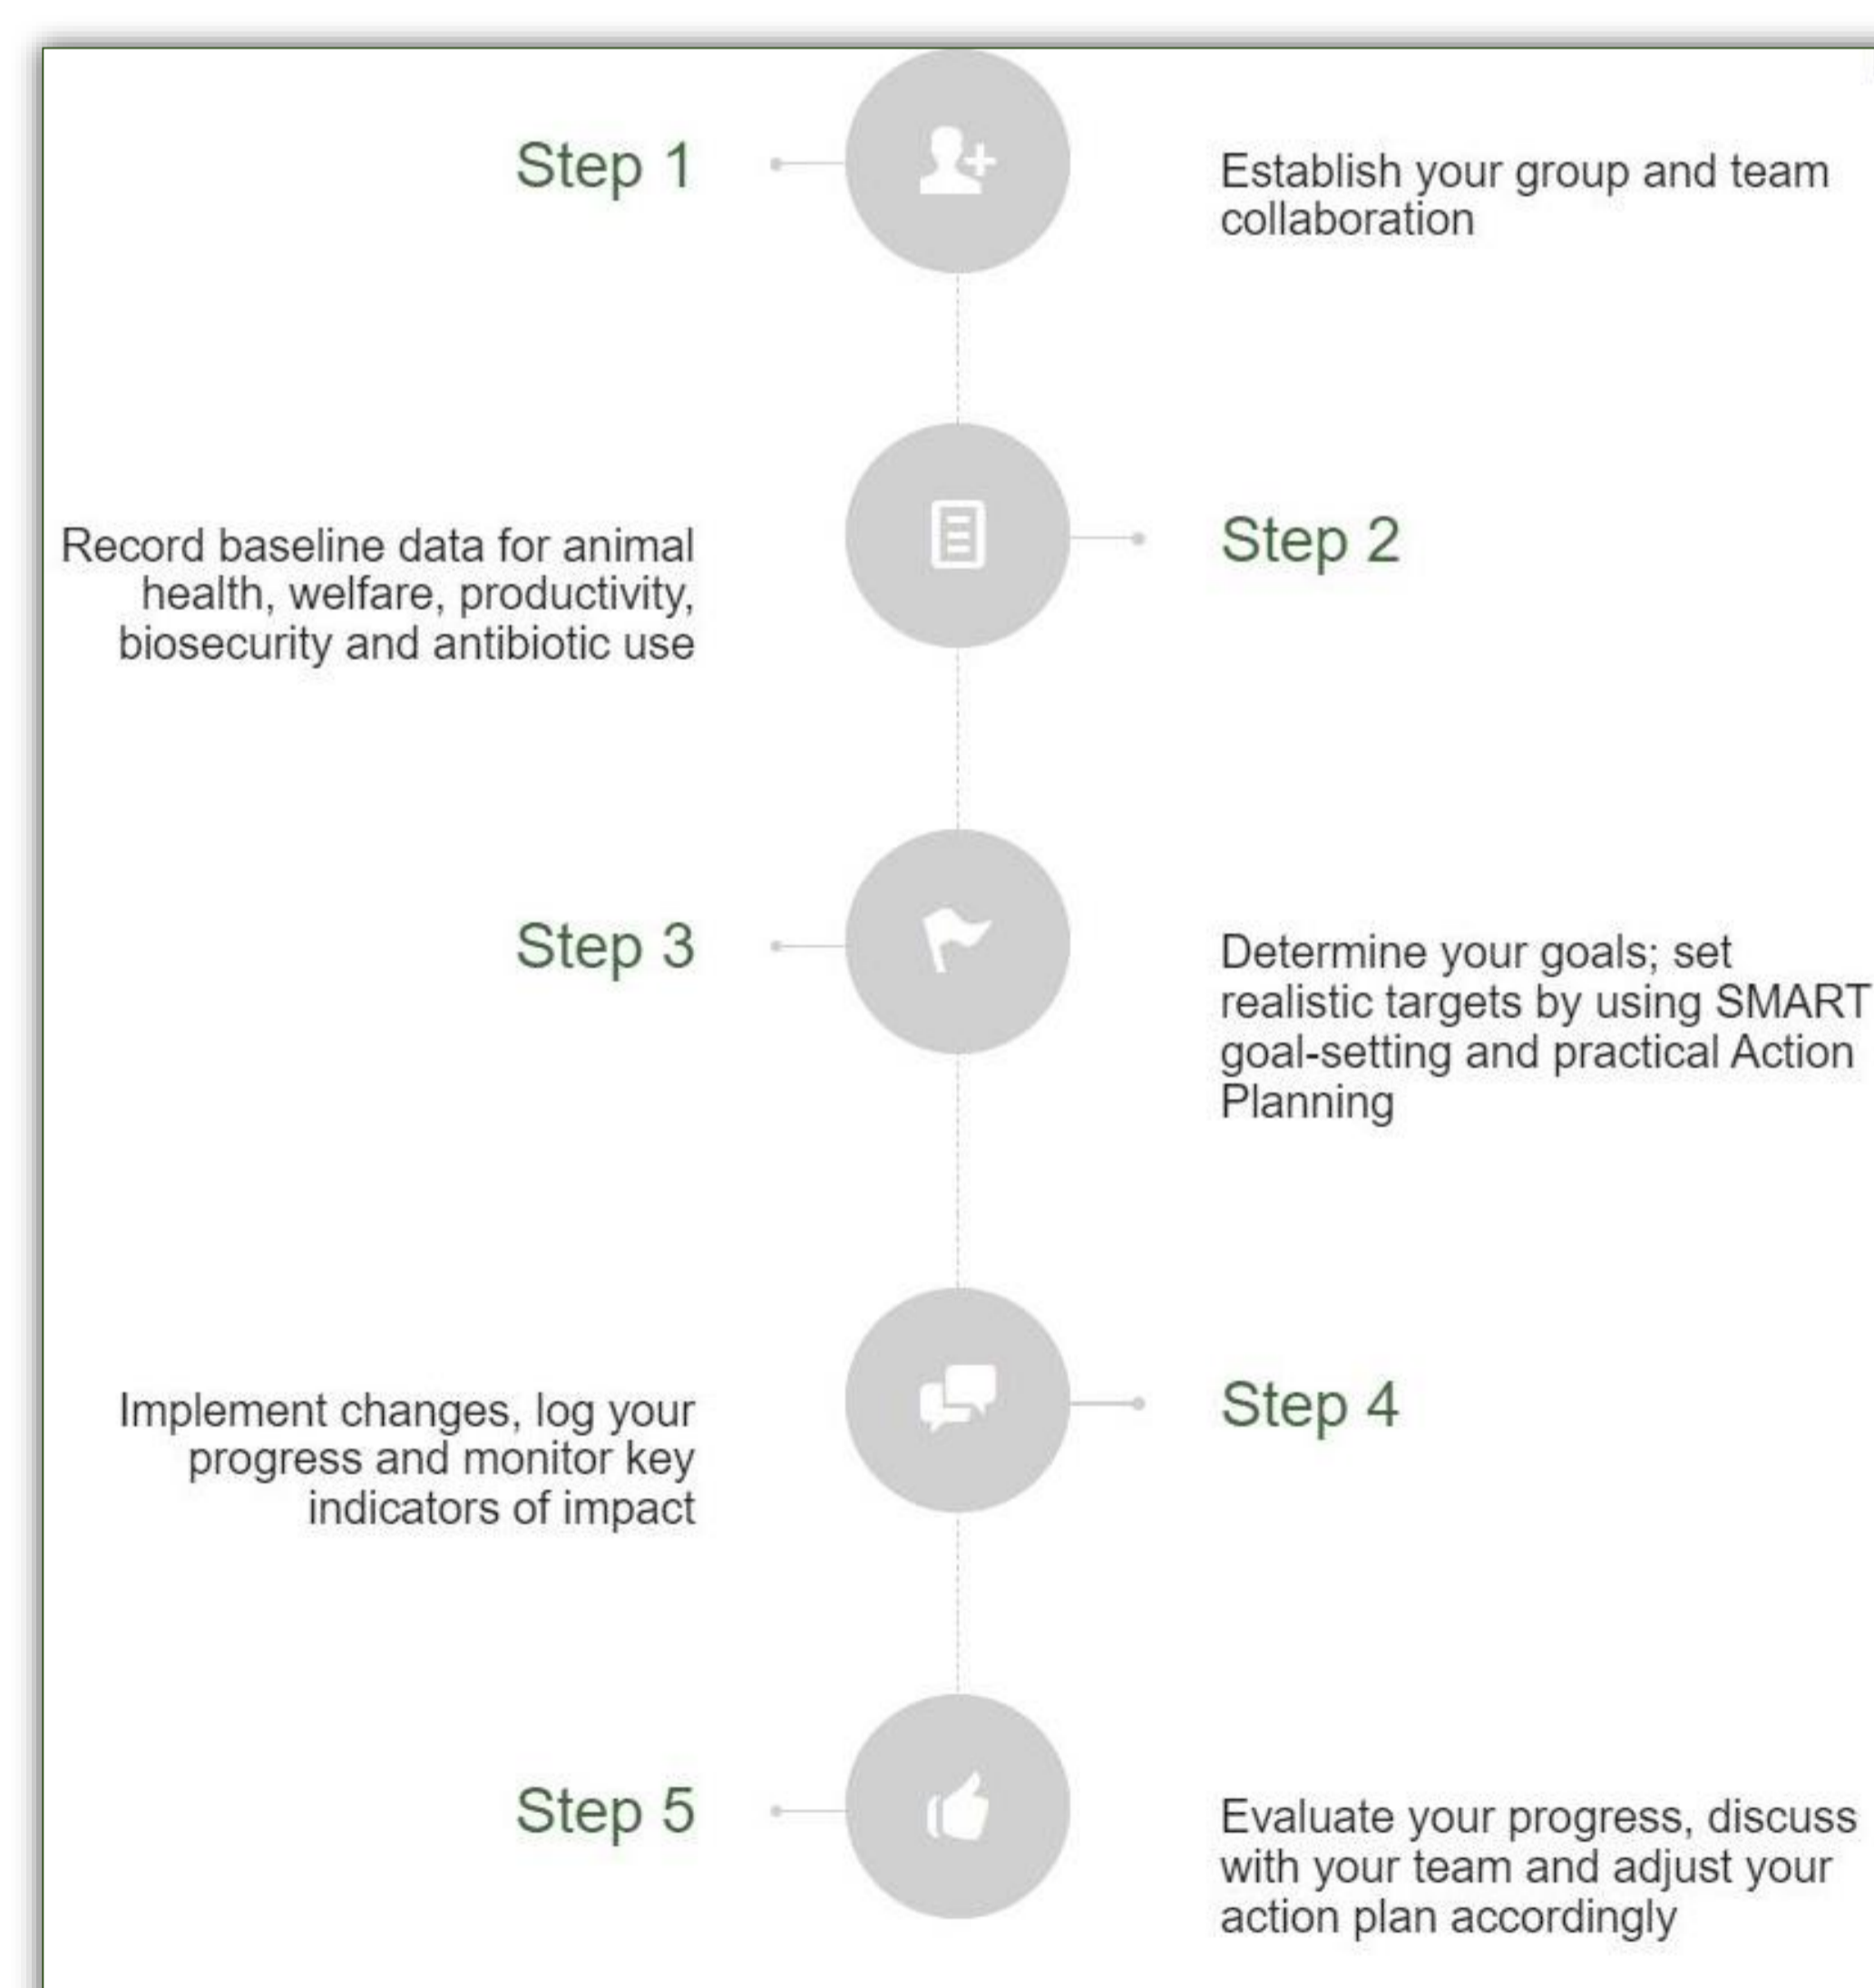 Step 1
Establish your group and team
collaboration
Step 2
Record baseline data for animal
health, welfare, productivity,
biosecurity and antibiotic use
Step 3
Determine your goals; set
realistic targets by using SMART
goal-setting and practical Action
Planning
Step 4
Implement changes, log your
progress and monitor key
indicators of impact
Step 5
Evaluate your progress, discuss
with your team and adjust your
action plan accordingly